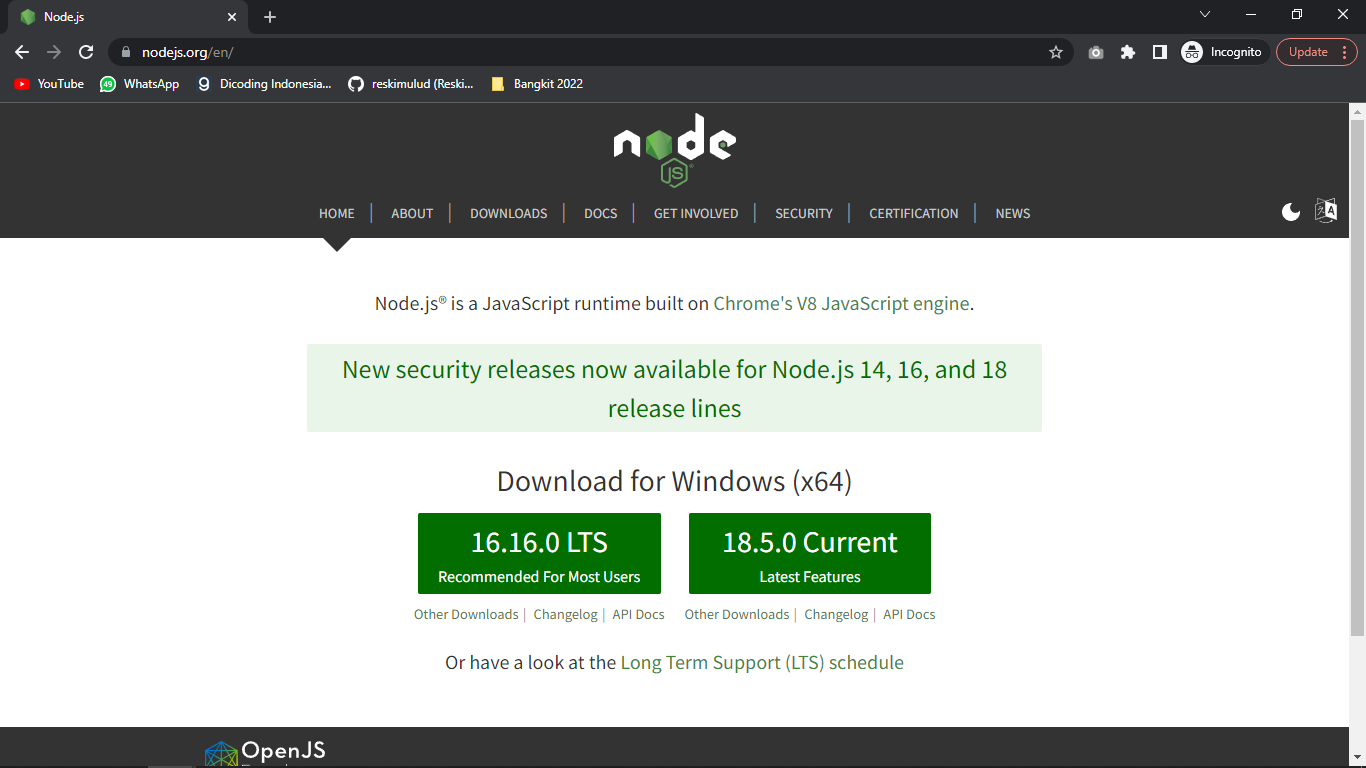 Node.js
nodejs.org/en/
Incognito
Update
YouTube
49
WhatsApp
Dicoding Indonesia...
reskimulud (Reski...
Bangkit 2022
node
JS
HOME
ABOUT
DOWNLOADS
DOCS
GET INVOLVED
SECURITY
CERTIFICATION
NEWS
Node.js® is a JavaScript runtime built on Chrome's V8 JavaScript engine.
New security releases now available for Node.js 14, 16, and 18
release lines
Download for Windows (x64)
16.16.0 LTS
Recommended For Most Users
18.5.0 Current
Latest Features
Other Downloads | Changelog | API Docs
Other Downloads | Changelog | API Docs
Or have a look at the Long Term Support (LTS) schedule
OpenJS